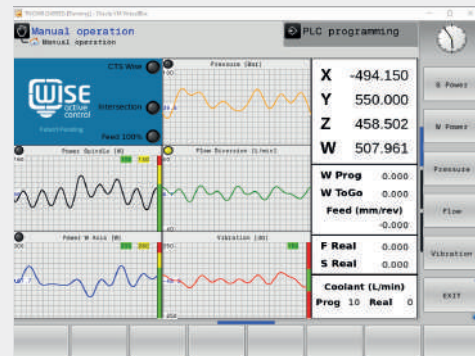 Manual operation
Manual operation
PLC programming
CTS Wise
WISE
active
control
Patent Pending
Intersection
Feed 100%
Pressure [Bar]
Power Spindle [W]
Flow Diversion [L/min]
Power W Axis [W]
Vibration [dB]
X -494.150
Y 550.000
Z 458.502
W 507.961
W Prog 0.000
W ToGo 0.000
Feed (mm/rev)
-0.000
F Real 0.000
S Real 0.000
Coolant (L/min)
Prog 10 Real 0
S Power
W Power
Pressure
Flow
Vibration
EXIT